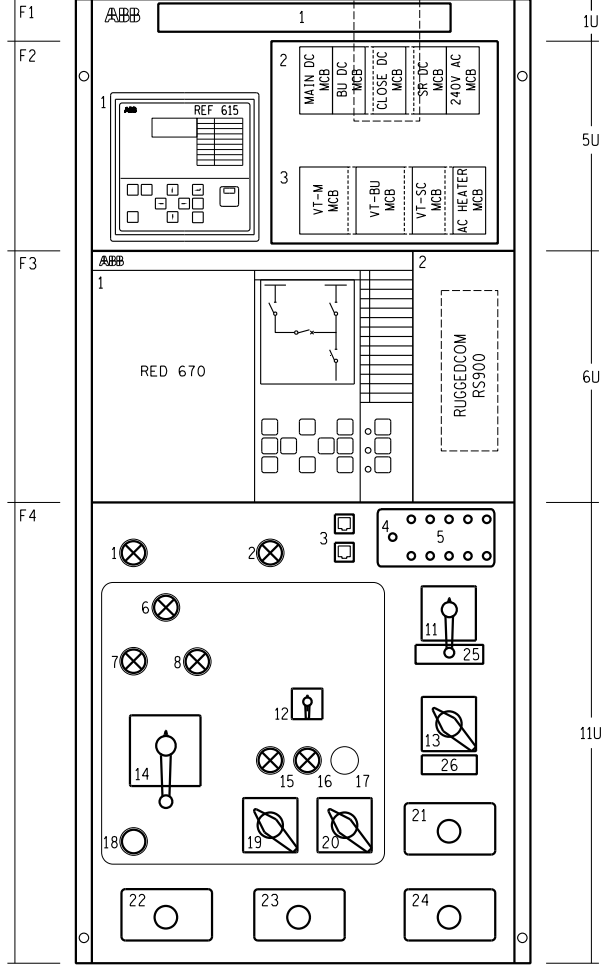 F1
ABB
1
1U
F2
1
ABB
REF 615
2
MAIN DC
MCB
BU DC
MCB
CLOSE DC
MCB
SR DC
MCB
240V AC
MCB
5U
3
VT-M
MCB
VT-BU
MCB
VT-SC
MCB
AC HEATER
MCB
F3
ABB
1
2
RED 670
RUGGEDCOM
RS900
6U
F4
1
2
3
4
5
6
7
8
11
25
12
13
26
14
15
16
17
11U
18
19
20
21
22
23
24